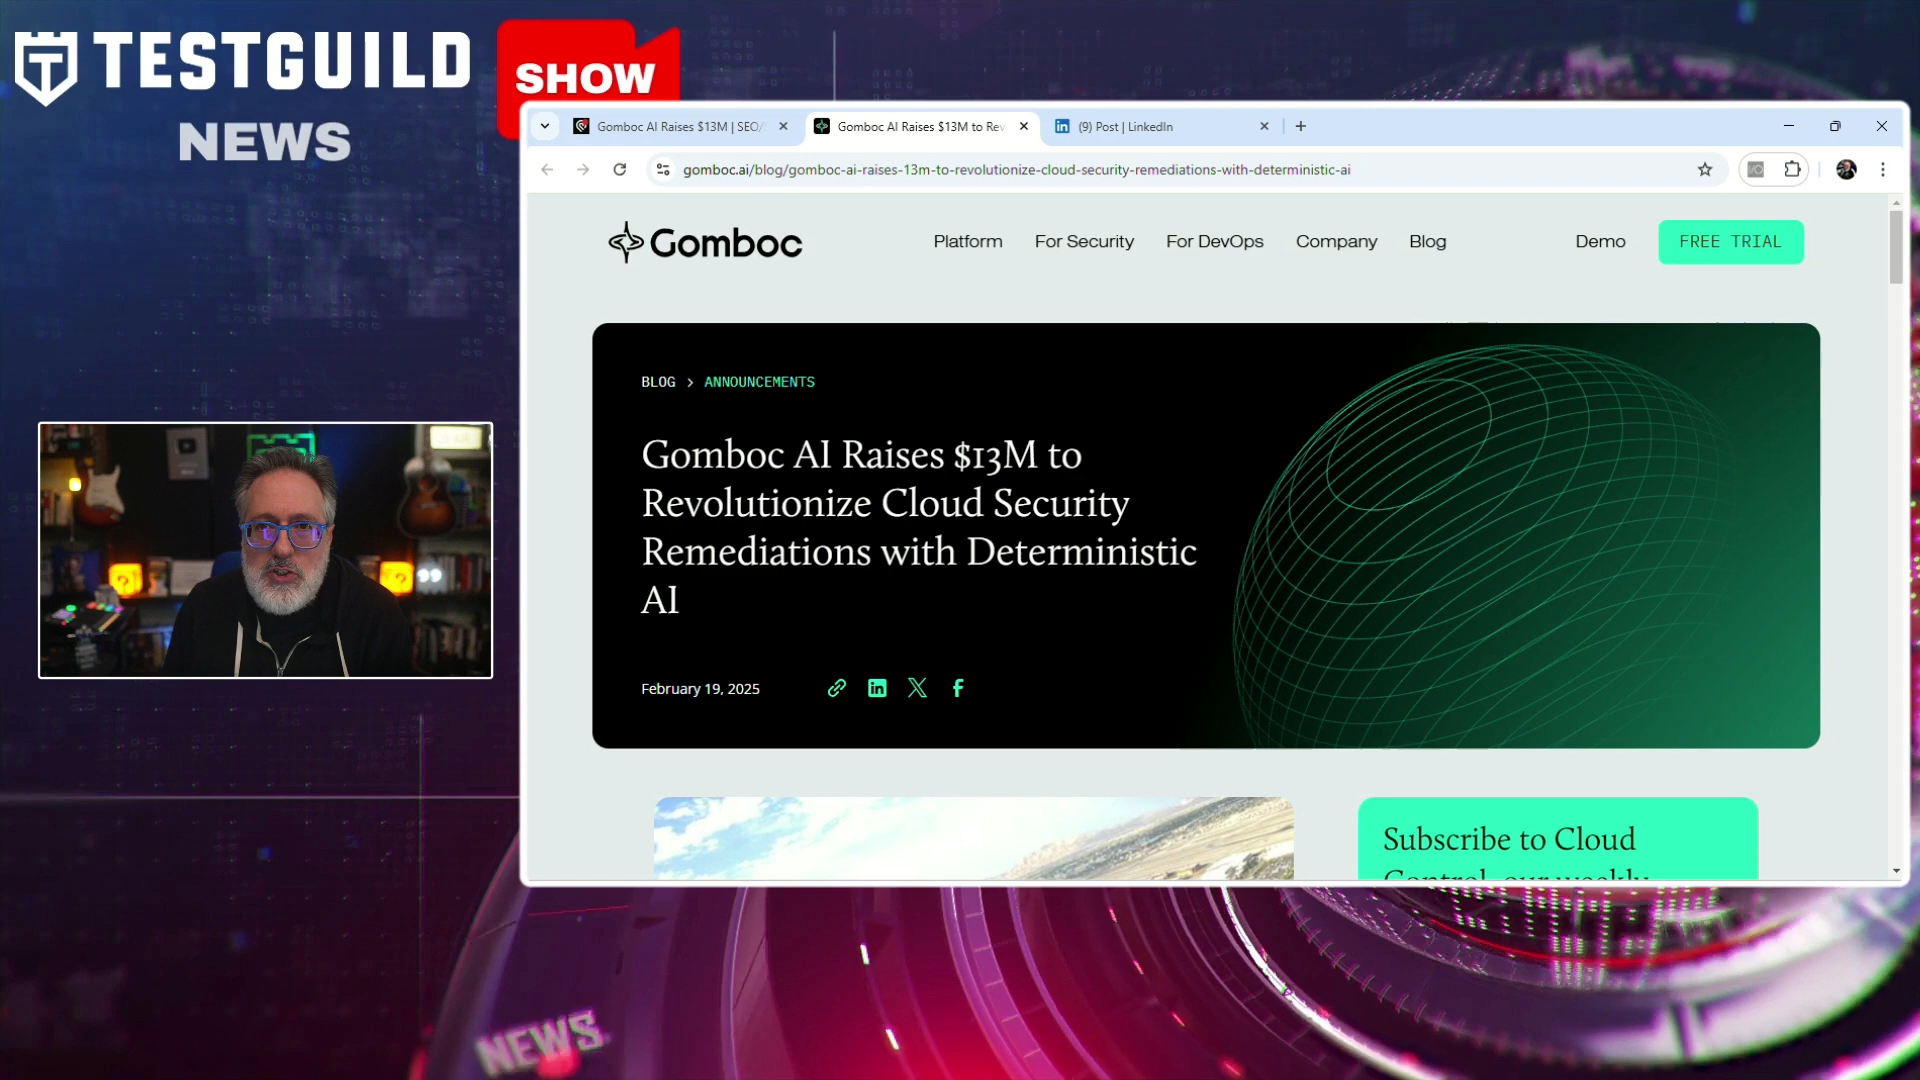 TESTGUILD
NEWS
SHOW
Gomboc AI Raises $13M | SEO/
Gomboc AI Raises $13M to Rev
(9) Post | LinkedIn
gomboc.ai/blog/gomboc-ai-raises-13m-to-revolutionize-cloud-security-remediations-with-deterministic-ai
Gomboc
Platform
For Security
For DevOps
Company
Blog
Demo
FREE TRIAL
BLOG > ANNOUNCEMENTS
Gomboc AI Raises $13M to
Revolutionize Cloud Security
Remediations with Deterministic
AI
February 19, 2025
Subscribe to Cloud
Control, our weekly
NEWS